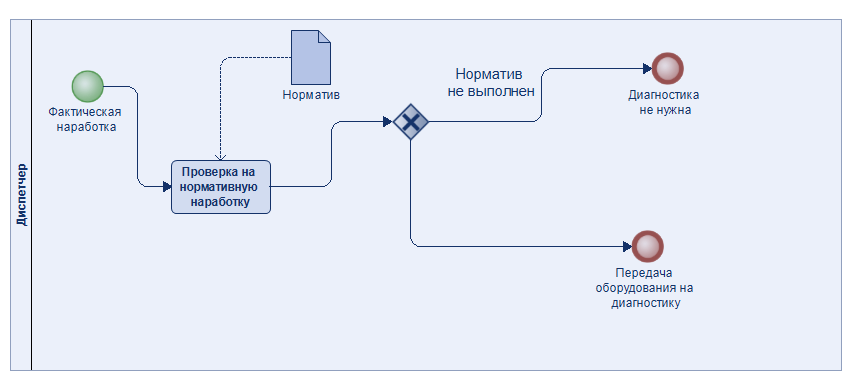 Диспетчер
Фактическая
наработка
Норматив
Проверка на
нормативную
наработку
Норматив
не выполнен
Диагностика
не нужна
Передача
оборудования на
диагностику